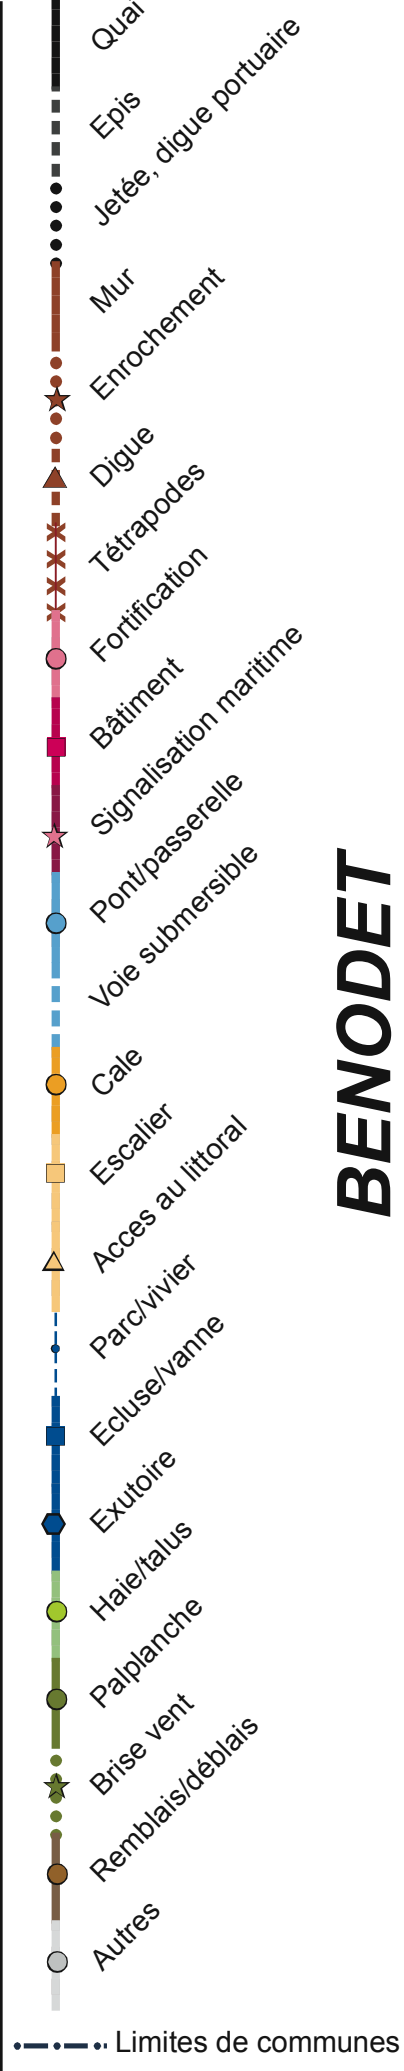 Quai
Epis
Jetée, digue portuaire
Mur
Enrochement
Digue
Tétrapodes
Fortification
Bâtiment
Signalisation maritime
Pont/passerelle
Voie submersible
Cale
Escalier
Acces au littoral
Parc/vivier
Ecluse/vanne
Exutoire
Haie/talus
Palplanche
Brise vent
Remblais/déblais
Autres
Limites de communes
BENODET